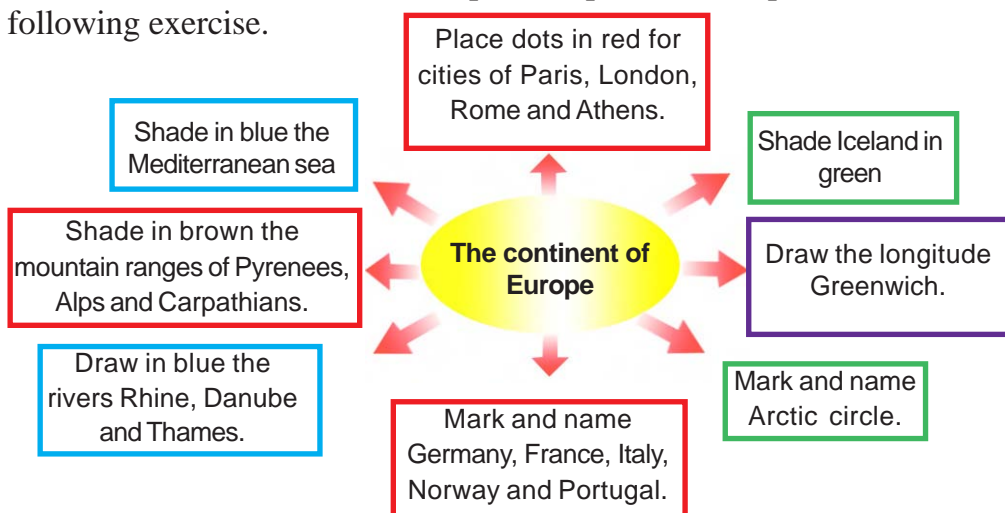 following exercise.
Place dots in red for
cities of Paris, London,
Rome and Athens.
Shade in blue the
Mediterranean sea
Shade Iceland in
green
Shade in brown the
mountain ranges of Pyrenees,
Alps and Carpathians.
The continent of
Europe
Draw the longitude
Greenwich.
Draw in blue the
rivers Rhine, Danube
and Thames.
Mark and name
Germany, France, Italy,
Norway and Portugal.
Mark and name
Arctic circle.